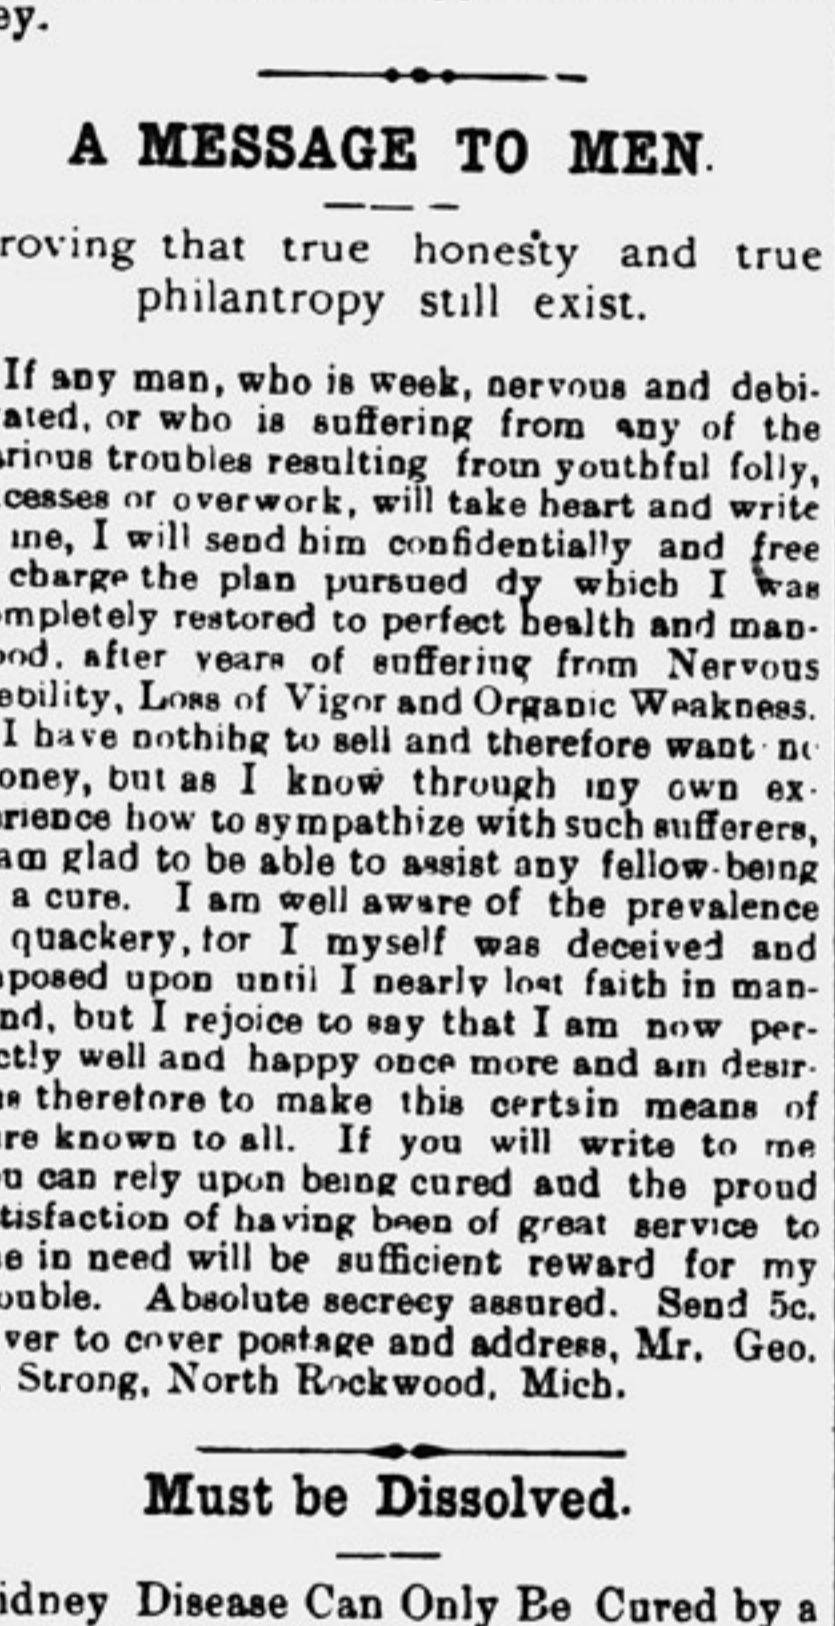 ey.
A MESSAGE TO MEN.
roving that true honesty and true
philantropy still exist.
If any man, who is week, nervous and debi-
ated, or who is suffering from any of the
arious troubles resulting from youthful folly,
cesses or overwork, will take heart and write
me, I will send him confidentially and free
charge the plan pursued dy which I was
ompletely restored to perfect health and man-
ood, after years of suffering from Nervous
ebility, Loss of Vigor and Organic Weakness.
I have nothihg to sell and therefore want no
oney, but as I know through my own ex-
erience how to sympathize with such sufferers,
am glad to be able to assist any fellow-being
a cure. I am well aware of the prevalence
quackery, for I myself was deceived and
posed upon until I nearly lost faith in man-
nd, but I rejoice to say that I am now per-
ctly well and happy once more and am desir-
us therefore to make this certain means of
re known to all. If you will write to me
ou can rely upon being cured and the proud
tisfaction of having been of great service to
e in need will be sufficient reward for my
ouble. Absolute secrecy assured. Send 5c.
ver to cover postage and address, Mr. Geo.
Strong, North Rockwood, Mich.
Must be Dissolved.
idney Disease Can Only Be Cured by a